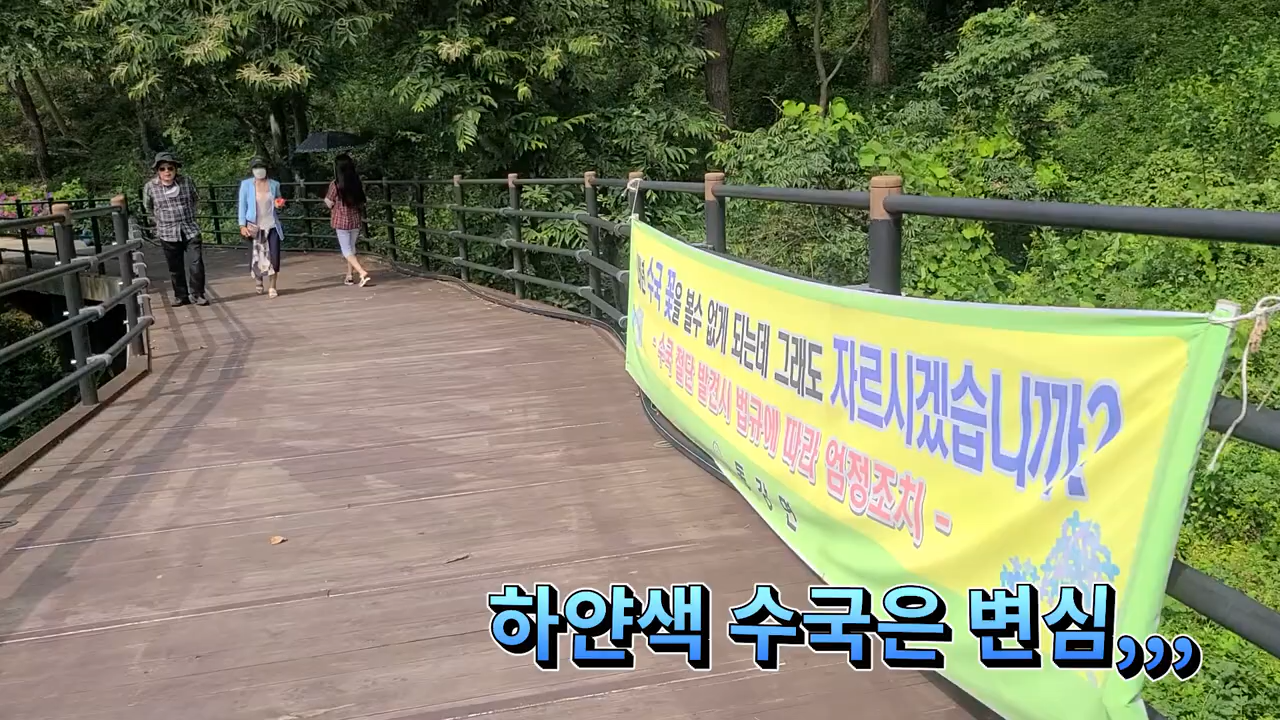 수국 꽃을 볼수 없게 되는데 그래도 자르시겠습니까?
- 수국 절단 발견시 법규에 따라 엄정조치 -
하얀색 수국은 변심,,,